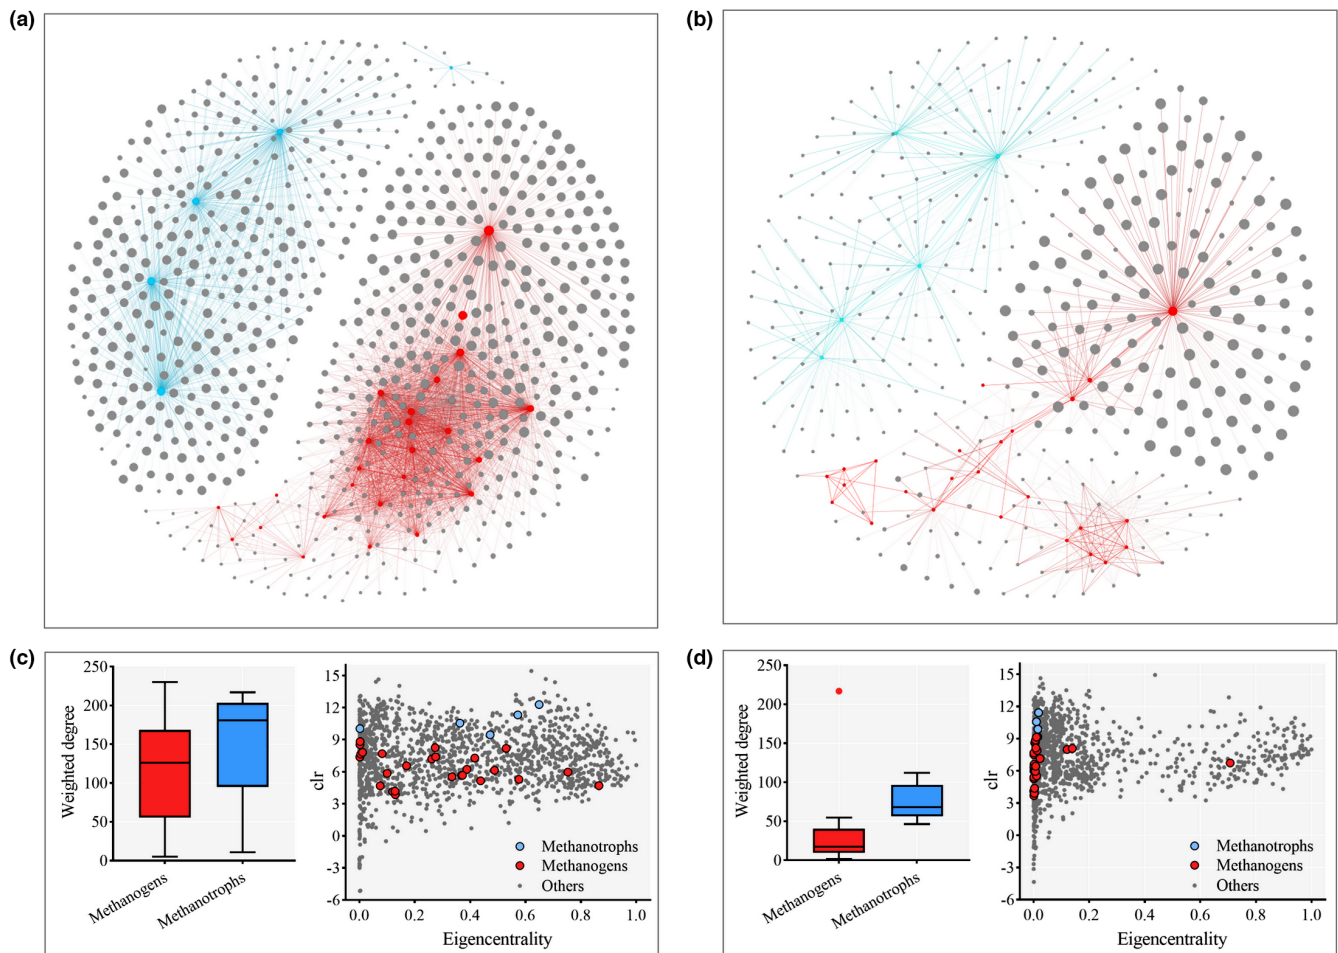 (a)
(b)
(c)
250
200
150
100
50
0
Weighted degree
Methanogens
Methanotrophs
15
12
9
6
3
0
-3
-6
clr
Methanotrophs
Methanogens
Others
0.0 0.2 0.4 0.6 0.8 1.0
Eigencentrality
(d)
250
200
150
100
50
0
Weighted degree
Methanogens
Methanotrophs
15
12
9
6
3
0
-3
-6
clr
Methanotrophs
Methanogens
Others
0.0 0.2 0.4 0.6 0.8 1.0
Eigencentrality